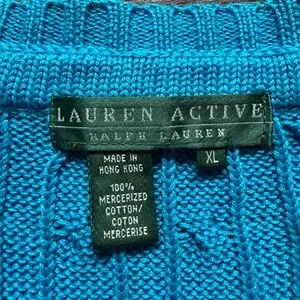 LAUREN ACTIVE
RALPH LAUREN
XL
MADE IN
HONG KONG
100%
MERCERIZED
COTTON/
COTON
MERCERISE